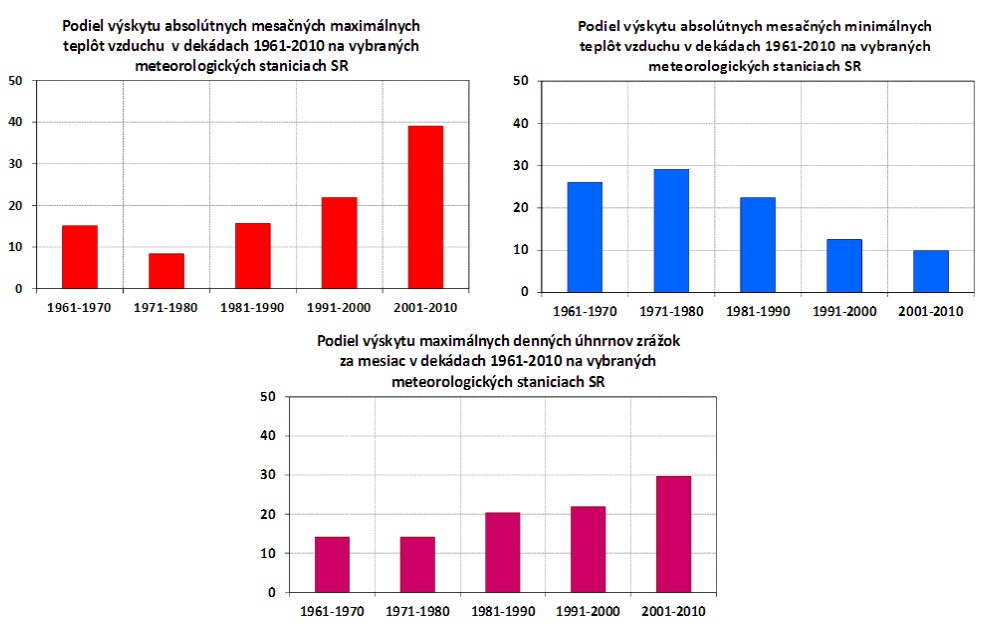 Podiel výskytu absolútnych mesačných maximálnych
teplôt vzduchu v dekádach 1961-2010 na vybraných
meteorologických staniciach SR
50
40
30
20
10
0
1961-1970 1971-1980 1981-1990 1991-2000 2001-2010
Podiel výskytu absolútnych mesačných minimálnych
teplôt vzduchu v dekádach 1961-2010 na vybraných
meteorologických staniciach SR
50
40
30
20
10
0
1961-1970 1971-1980 1981-1990 1991-2000 2001-2010
Podiel výskytu maximálnych denných úhnrnov zrážok
za mesiac v dekádach 1961-2010 na vybraných
meteorologických staniciach SR
50
40
30
20
10
0
1961-1970 1971-1980 1981-1990 1991-2000 2001-2010